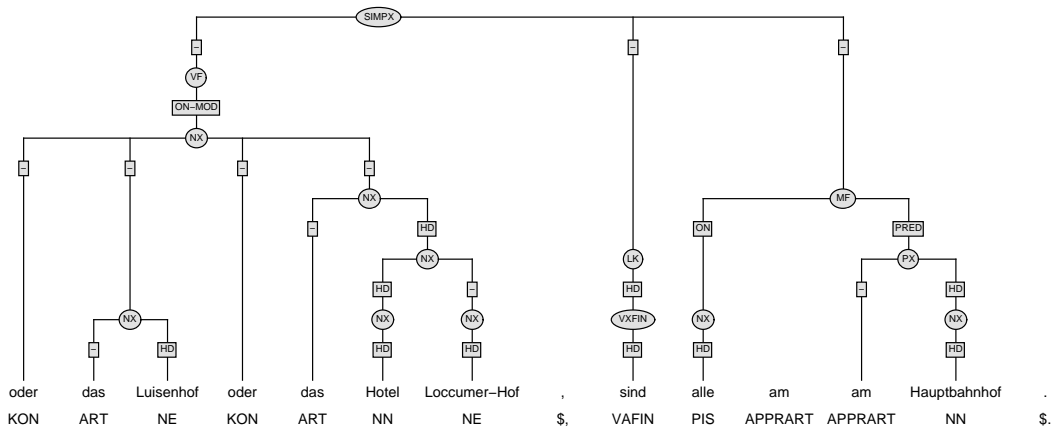 SIMPX
– – –
VF
ON–MOD
NX
– – – –
NX MF
– HD ON PRED
NX LK PX
HD – HD – HD
NX NX NX VXFIN NX NX
– HD HD HD HD HD HD
oder das Luisenhof oder das Hotel Loccumer–Hof , sind alle am am Hauptbahnhof .
KON ART NE KON ART NN NE $, VAFIN PIS APPRART APPRART NN $.